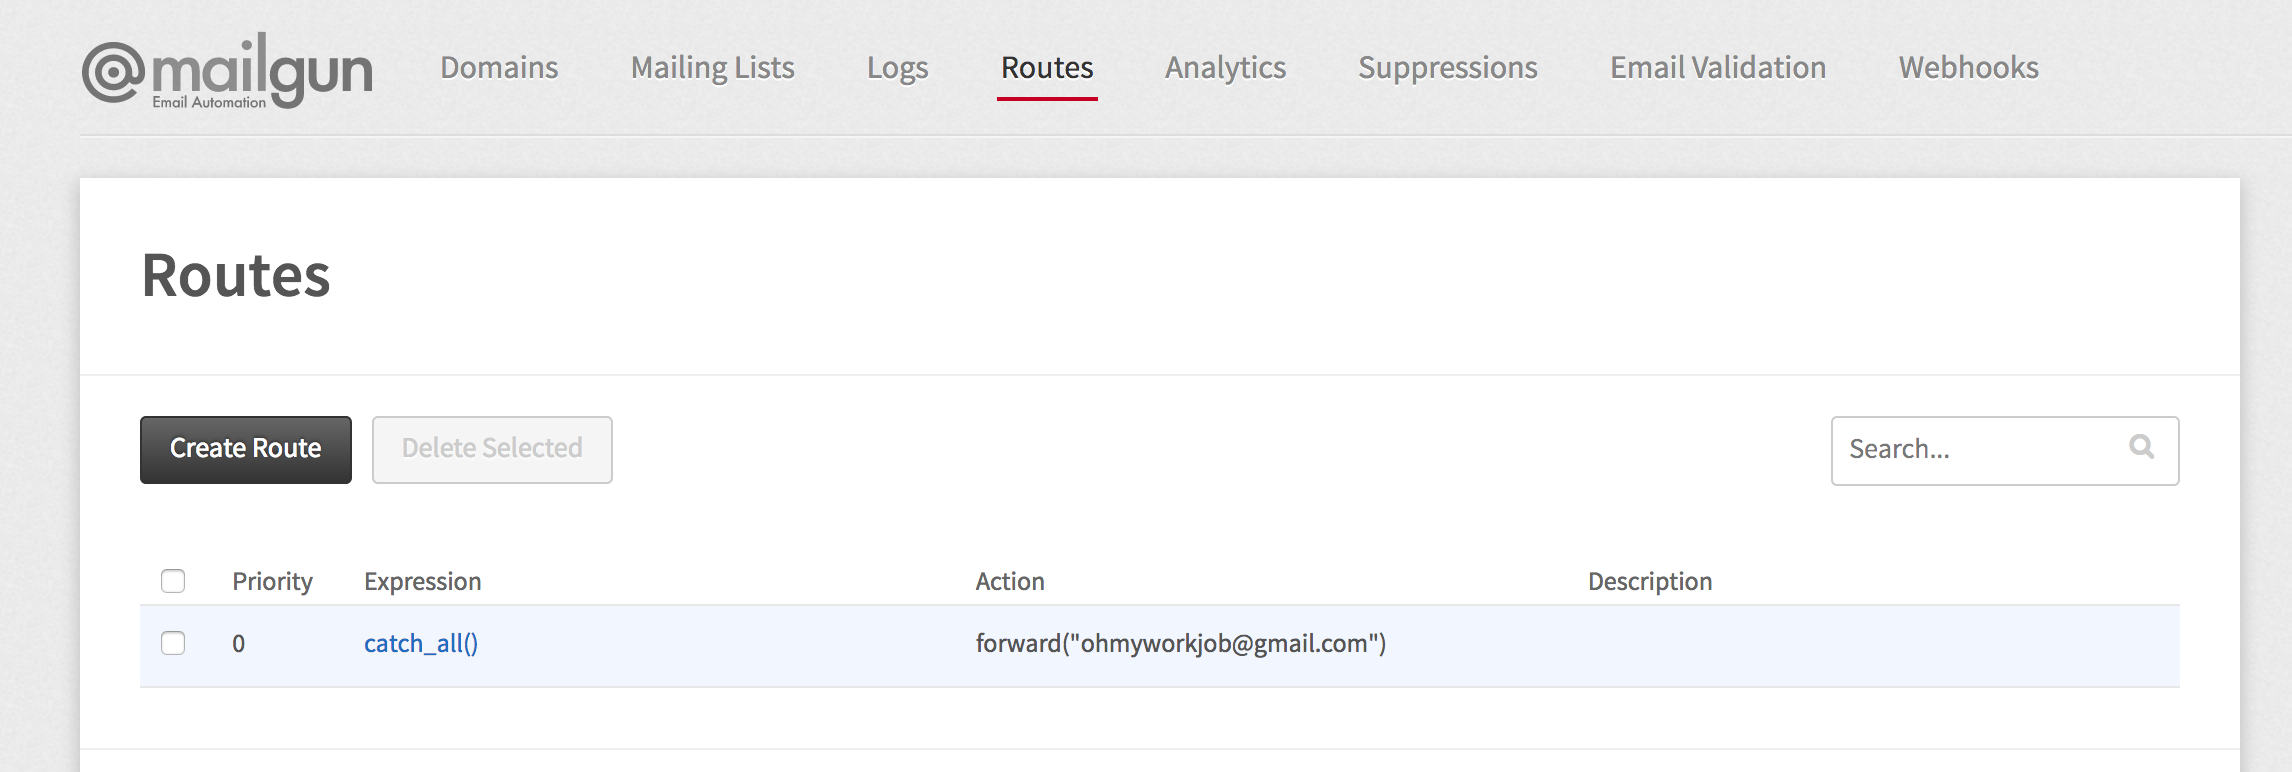 @mailgun
Email Automation
Domains Mailing Lists Logs Routes Analytics Suppressions Email Validation Webhooks
Routes
Create Route Delete Selected Search...
Priority Expression Action Description
0 catch_all() forward("ohmyworkjob@gmail.com")